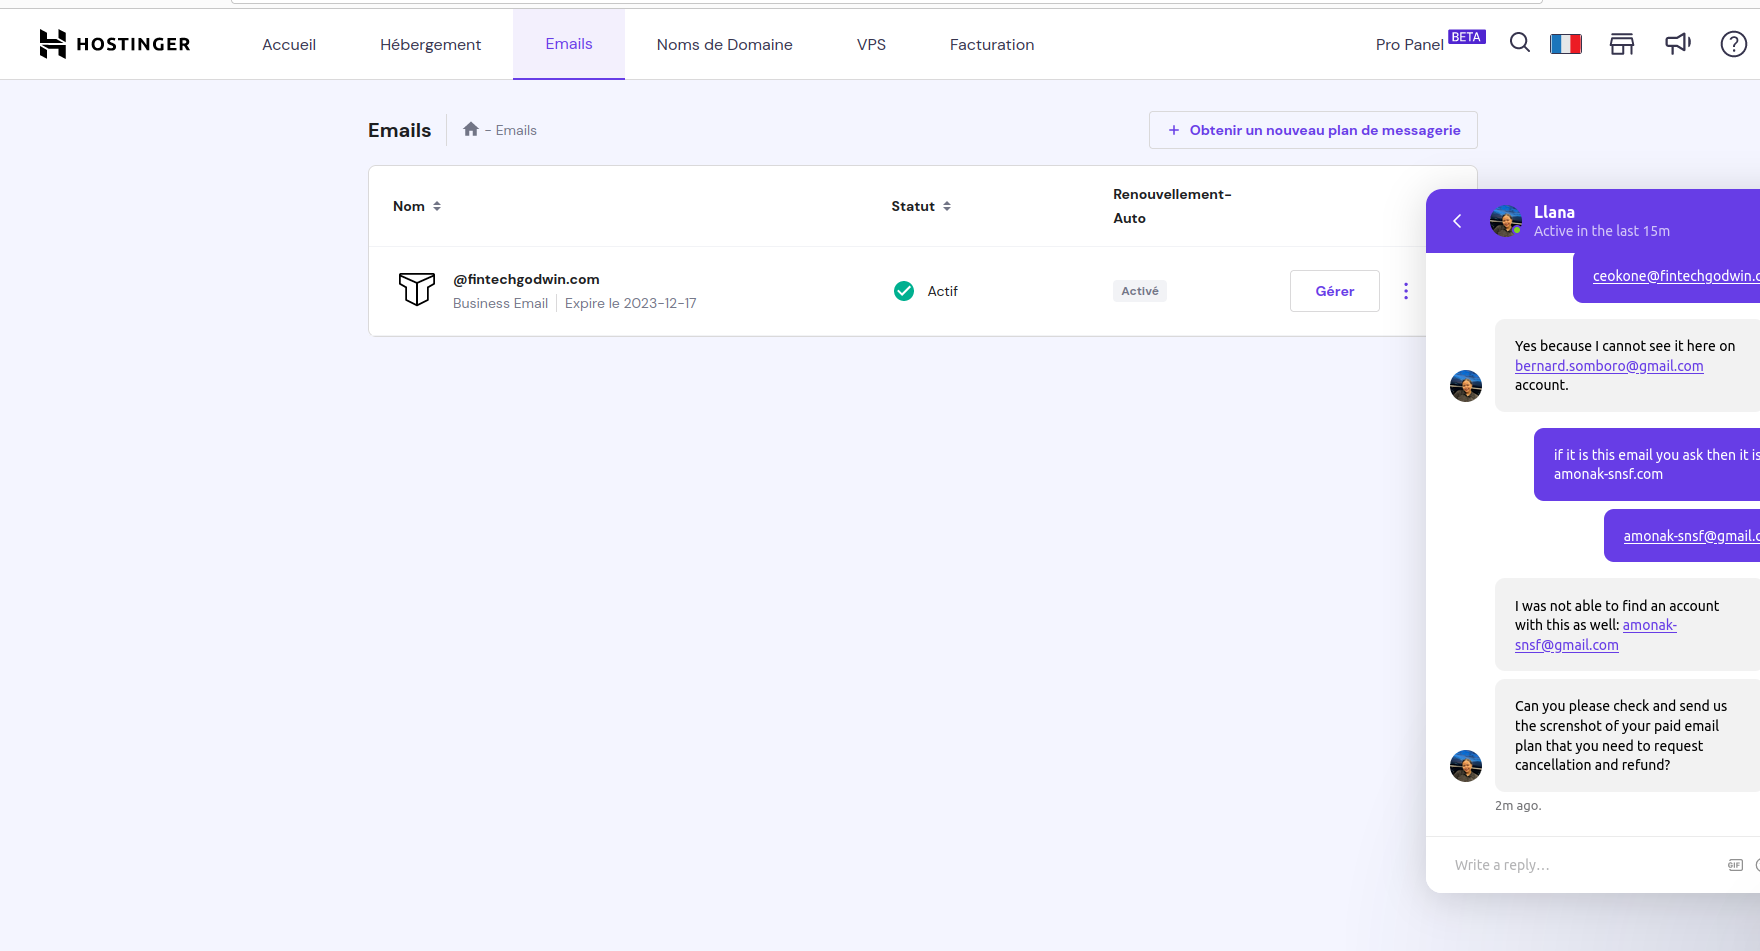 HOSTINGER
Accueil
Hébergement
Emails
Noms de Domaine
VPS
Facturation
Pro Panel BETA
Emails
- Emails
+ Obtenir un nouveau plan de messagerie
Nom
Statut
Renouvellement-
Auto
@fintechgodwin.com
Business Email | Expire le 2023-12-17
Actif
Activé
Gérer
Llana
Active in the last 15m
ceokone@fintechgodwin.c
Yes because I cannot see it here on
bernard.somboro@gmail.com
account.
if it is this email you ask then it is
amonak-snsf.com
amonak-snsf@gmail.c
I was not able to find an account
with this as well: amonak-
snsf@gmail.com
Can you please check and send us
the screnshot of your paid email
plan that you need to request
cancellation and refund?
2m ago.
Write a reply…
GIF